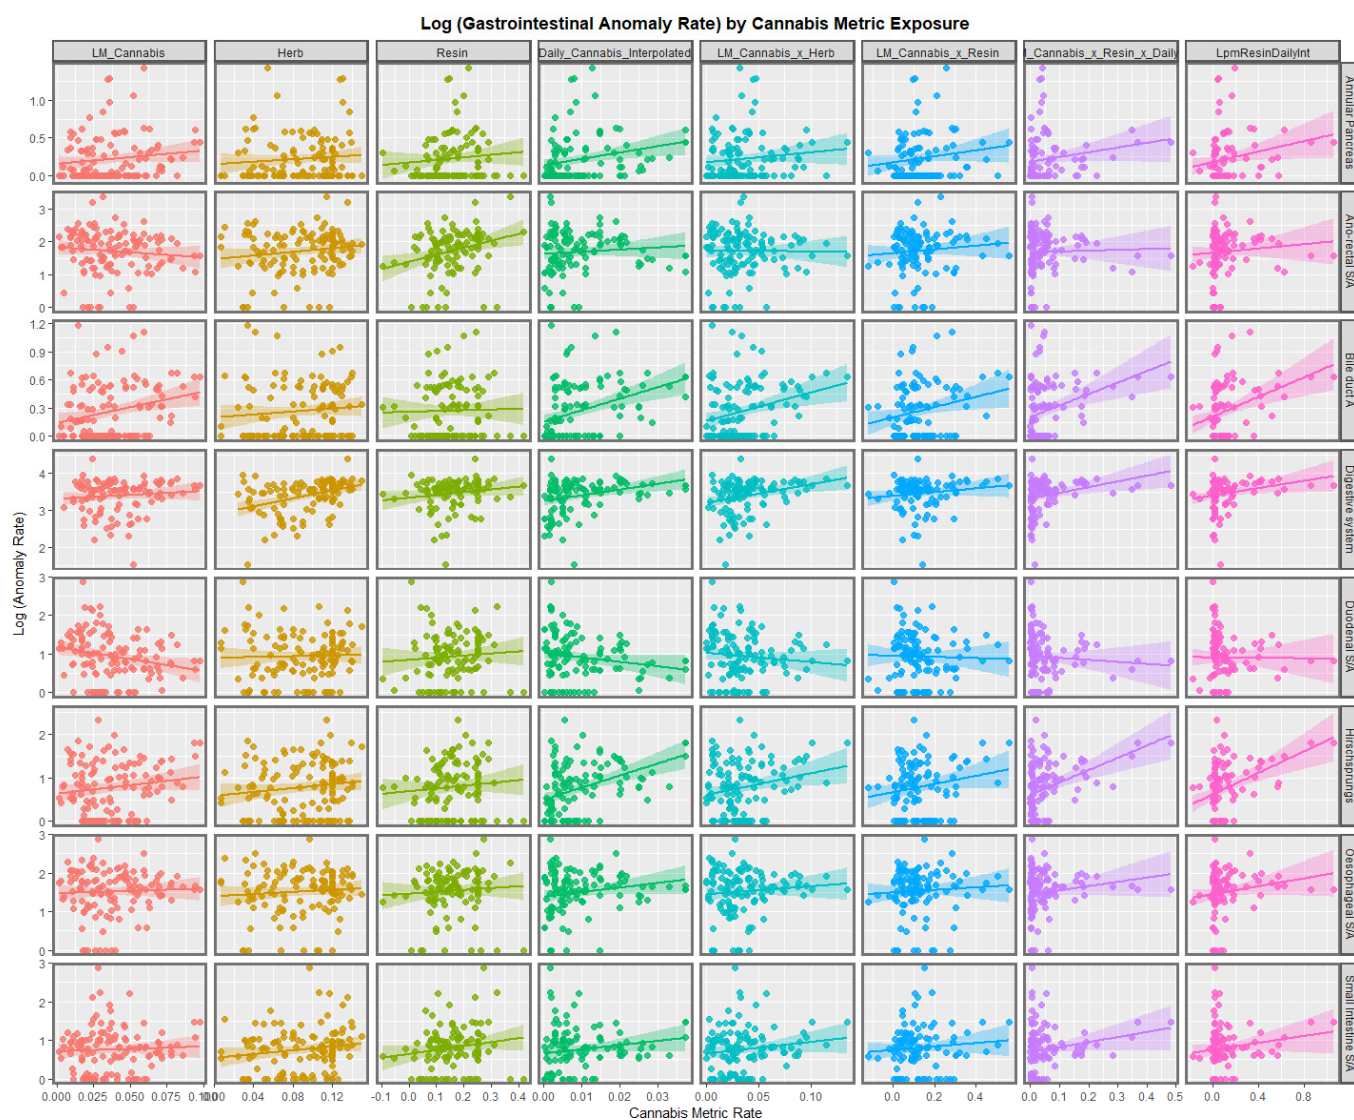 Log (Gastrointestinal Anomaly Rate) by Cannabis Metric Exposure
LM_Cannabis Herb Resin Daily_Cannabis_Interpolated LM_Cannabis_x_Herb LM_Cannabis_x_Resin _Cannabis_x_Resin_x_Daily LpmResinDailyInt
Log (Anomaly Rate)
1.0
0.5
0.0
Annular Pancreas
3
2
1
0
Ano-retal S/A
1.2
0.9
0.6
0.3
0.0
Bile duct A
4
3
2
Digestive system
3
2
1
0
Duodenal S/A
2
1
0
Hirschsprungs
3
2
1
0
Oesophageal S/A
3
2
1
0
Small Intestine S/A
0.000 0.025 0.050 0.075 0.100 0.04 0.08 0.12 -0.1 0.0 0.1 0.2 0.3 0.4 0.00 0.01 0.02 0.03 0.00 0.05 0.10 0.0 0.2 0.4 0.0 0.1 0.2 0.3 0.4 0.5 0.0 0.4 0.8
Cannabis Metric Rate